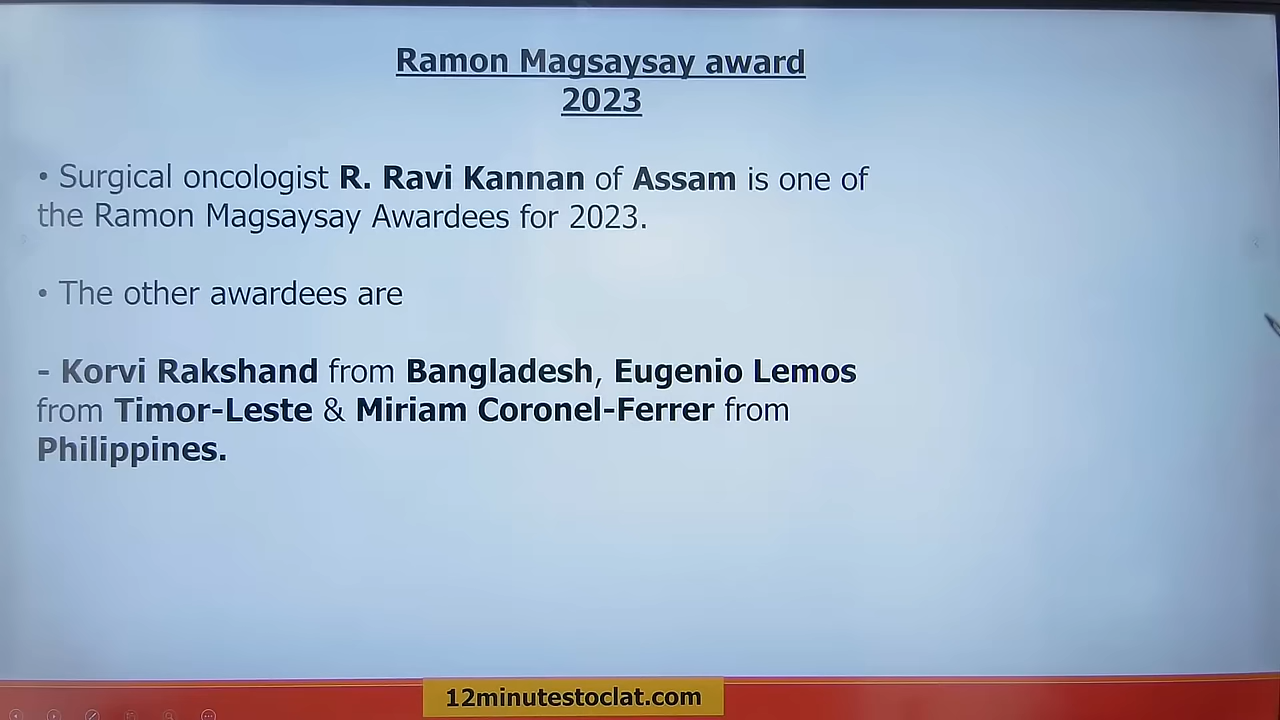 Ramon Magsaysay award
2023
• Surgical oncologist R. Ravi Kannan of Assam is one of
the Ramon Magsaysay Awardees for 2023.
• The other awardees are
- Korvi Rakshand from Bangladesh, Eugenio Lemos
from Timor-Leste & Miriam Coronel-Ferrer from
Philippines.
12minutestoclat.com